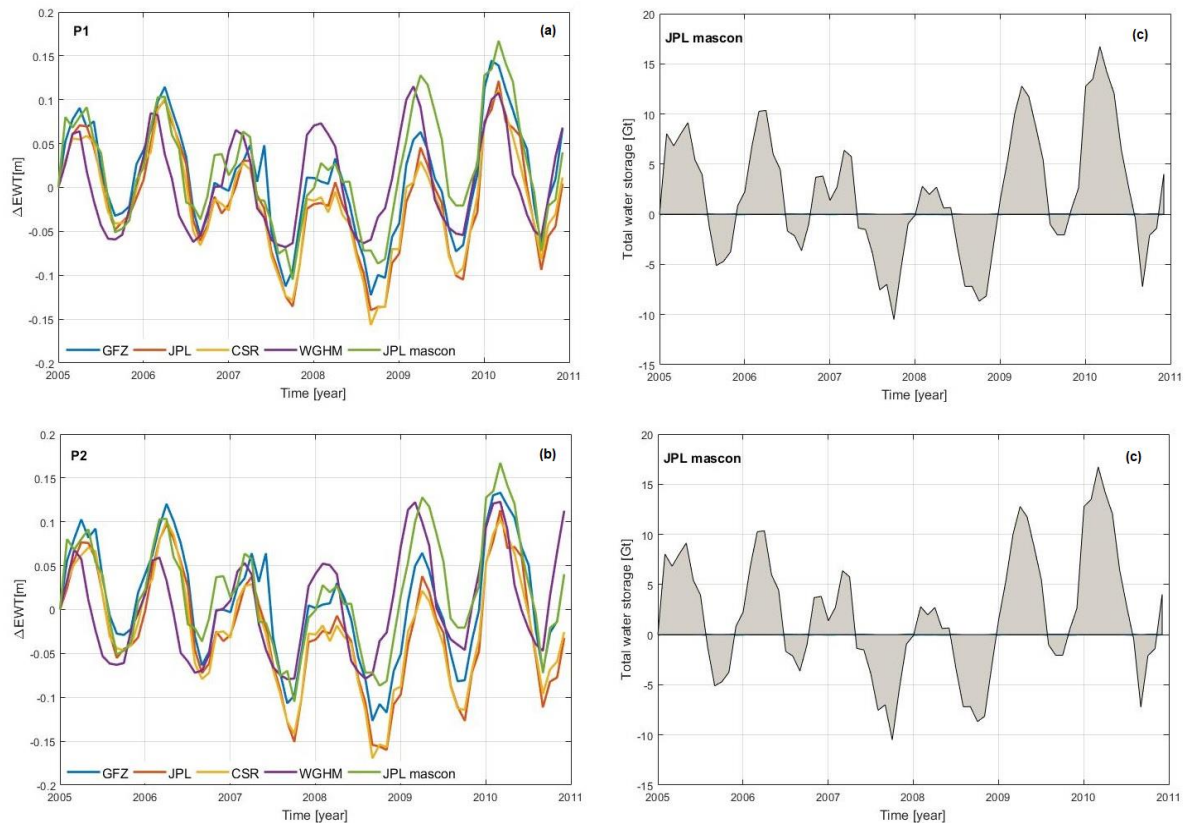 P1
(a)
ΔEWT[m]
0.2
0.15
0.1
0.05
0
-0.05
-0.1
-0.15
-0.2
GFZ JPL CSR WGHM JPL mascon
2005 2006 2007 2008 2009 2010 2011
Time [year]
JPL mascon
(c)
Total water storage [Gt]
20
15
10
5
0
-5
-10
-15
2005 2006 2007 2008 2009 2010 2011
Time [year]
P2
(b)
ΔEWT[m]
0.2
0.15
0.1
0.05
0
-0.05
-0.1
-0.15
-0.2
GFZ JPL CSR WGHM JPL mascon
2005 2006 2007 2008 2009 2010 2011
Time [year]
JPL mascon
(c)
Total water storage [Gt]
20
15
10
5
0
-5
-10
-15
2005 2006 2007 2008 2009 2010 2011
Time [year]